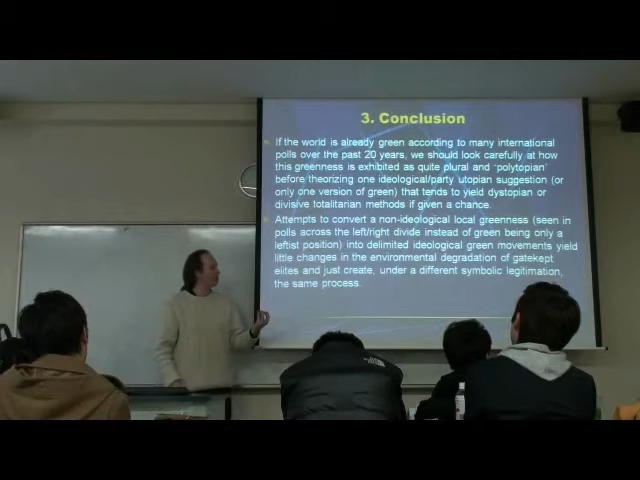 3. Conclusion
If the world is already green according to many international
polls over the past 20 years, we should look carefully at how
this greenness is exhibited as quite plural and 'polytopian'
before theorizing one ideological/party utopian suggestion (or
only one version of green) that tends to yield dystopian or
divisive totalitarian methods if given a chance.
Attempts to convert a non-ideological local greenness (seen in
polls across the left/right divide instead of green being only a
leftist position) into delimited ideological green movements yield
little changes in the environmental degradation of gatekept
elites and just create, under a different symbolic legitimation,
the same process.